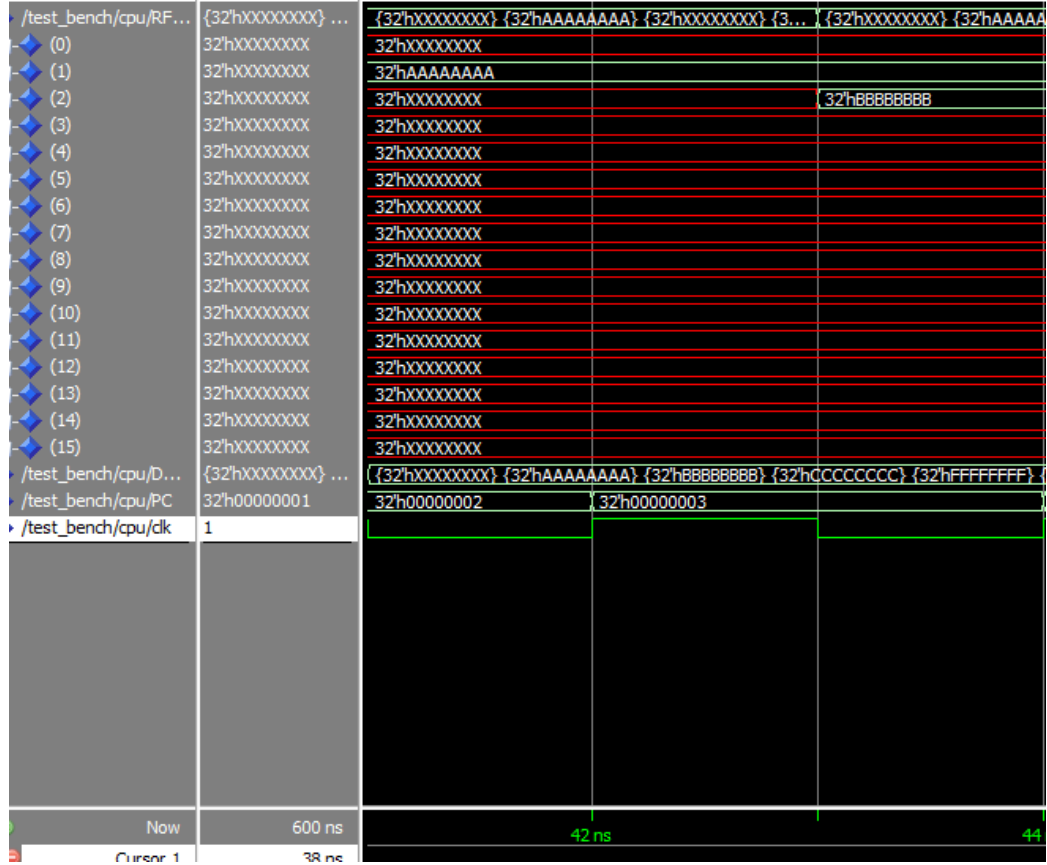 /test_bench/cpu/RF... {32'hXXXXXXXX} ... {32'hXXXXXXXX} {32'hAAAAAAAA} {32'hXXXXXXXX} {3... {32'hXXXXXXXX} {32'hAAAAA
(0) 32'hXXXXXXXX 32'hXXXXXXXX
(1) 32'hXXXXXXXX 32'hAAAAAAAA
(2) 32'hXXXXXXXX 32'hXXXXXXXX 32'hBBBBBBBB
(3) 32'hXXXXXXXX 32'hXXXXXXXX
(4) 32'hXXXXXXXX 32'hXXXXXXXX
(5) 32'hXXXXXXXX 32'hXXXXXXXX
(6) 32'hXXXXXXXX 32'hXXXXXXXX
(7) 32'hXXXXXXXX 32'hXXXXXXXX
(8) 32'hXXXXXXXX 32'hXXXXXXXX
(9) 32'hXXXXXXXX 32'hXXXXXXXX
(10) 32'hXXXXXXXX 32'hXXXXXXXX
(11) 32'hXXXXXXXX 32'hXXXXXXXX
(12) 32'hXXXXXXXX 32'hXXXXXXXX
(13) 32'hXXXXXXXX 32'hXXXXXXXX
(14) 32'hXXXXXXXX 32'hXXXXXXXX
(15) 32'hXXXXXXXX 32'hXXXXXXXX
/test_bench/cpu/D... {32'hXXXXXXXX} ... {32'hXXXXXXXX} {32'hAAAAAAAA} {32'hBBBBBBBB} {32'hCCCCCCCC} {32'hFFFFFFFF} {
/test_bench/cpu/PC 32'h00000001 32'h00000002 32'h00000003
/test_bench/cpu/clk 1
Now 600 ns 42 ns 44
Cursor 1 38 ns